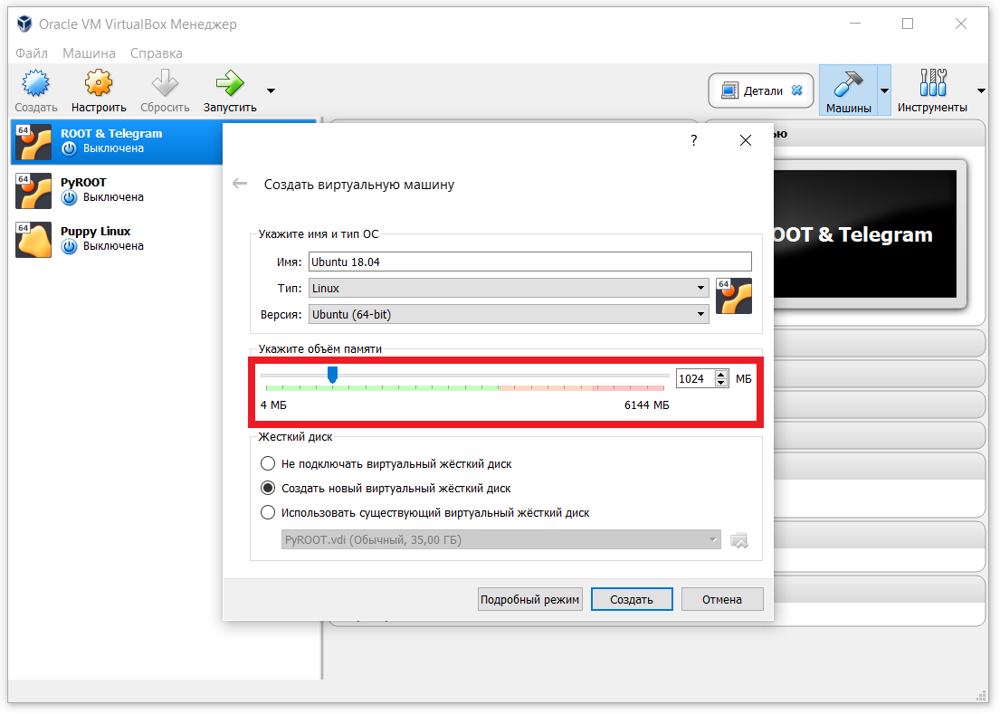 Oracle VM VirtualBox Менеджер
Файл Машина Справка
Создать Настроить Сбросить Запустить Детали Машины Инструменты
64 ROOT & Telegram
Выключена
64 PyROOT
Выключена
64 Puppy Linux
Выключена
?
Создать виртуальную машину
Укажите имя и тип ОС
Имя: Ubuntu 18.04
Тип: Linux
64
Версия: Ubuntu (64-bit)
Укажите объём памяти
1024 МБ
4 МБ 6144 МБ
Жесткий диск
Не подключать виртуальный жёсткий диск
Создать новый виртуальный жёсткий диск
Использовать существующий виртуальный жёсткий диск
PyROOT.vdi (Обычный, 35,00 ГБ)
Подробный режим Создать Отмена
ью
OOT & Telegram